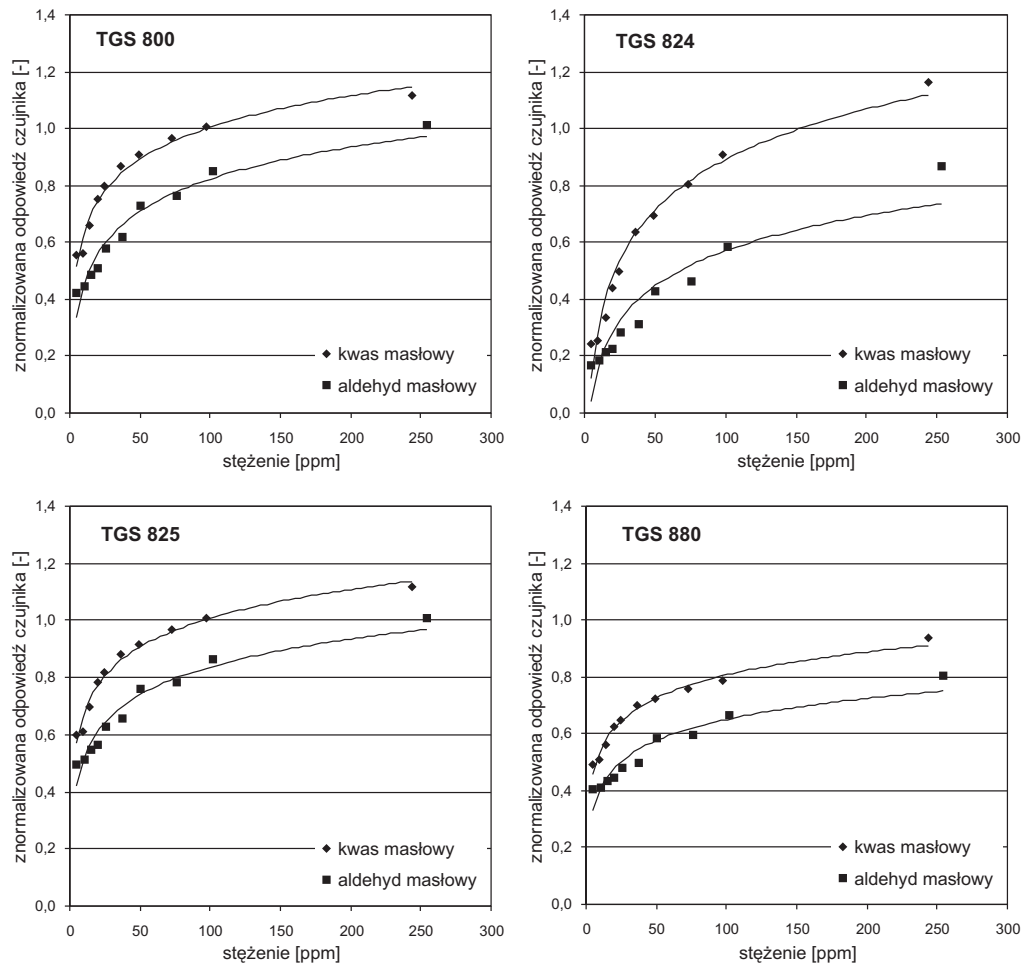 TGS 800
znormalizowana odpowiedź czujnika [-]
1,4
1,2
1,0
0,8
0,6
0,4
0,2
0,0
kwas masłowy
aldehyd masłowy
0 50 100 150 200 250 300
stężenie [ppm]
TGS 824
znormalizowana odpowiedź czujnika [-]
1,4
1,2
1,0
0,8
0,6
0,4
0,2
0,0
kwas masłowy
aldehyd masłowy
0 50 100 150 200 250 300
stężenie [ppm]
TGS 825
znormalizowana odpowiedź czujnika [-]
1,4
1,2
1,0
0,8
0,6
0,4
0,2
0,0
kwas masłowy
aldehyd masłowy
0 50 100 150 200 250 300
stężenie [ppm]
TGS 880
znormalizowana odpowiedź czujnika [-]
1,4
1,2
1,0
0,8
0,6
0,4
0,2
0,0
kwas masłowy
aldehyd masłowy
0 50 100 150 200 250 300
stężenie [ppm]